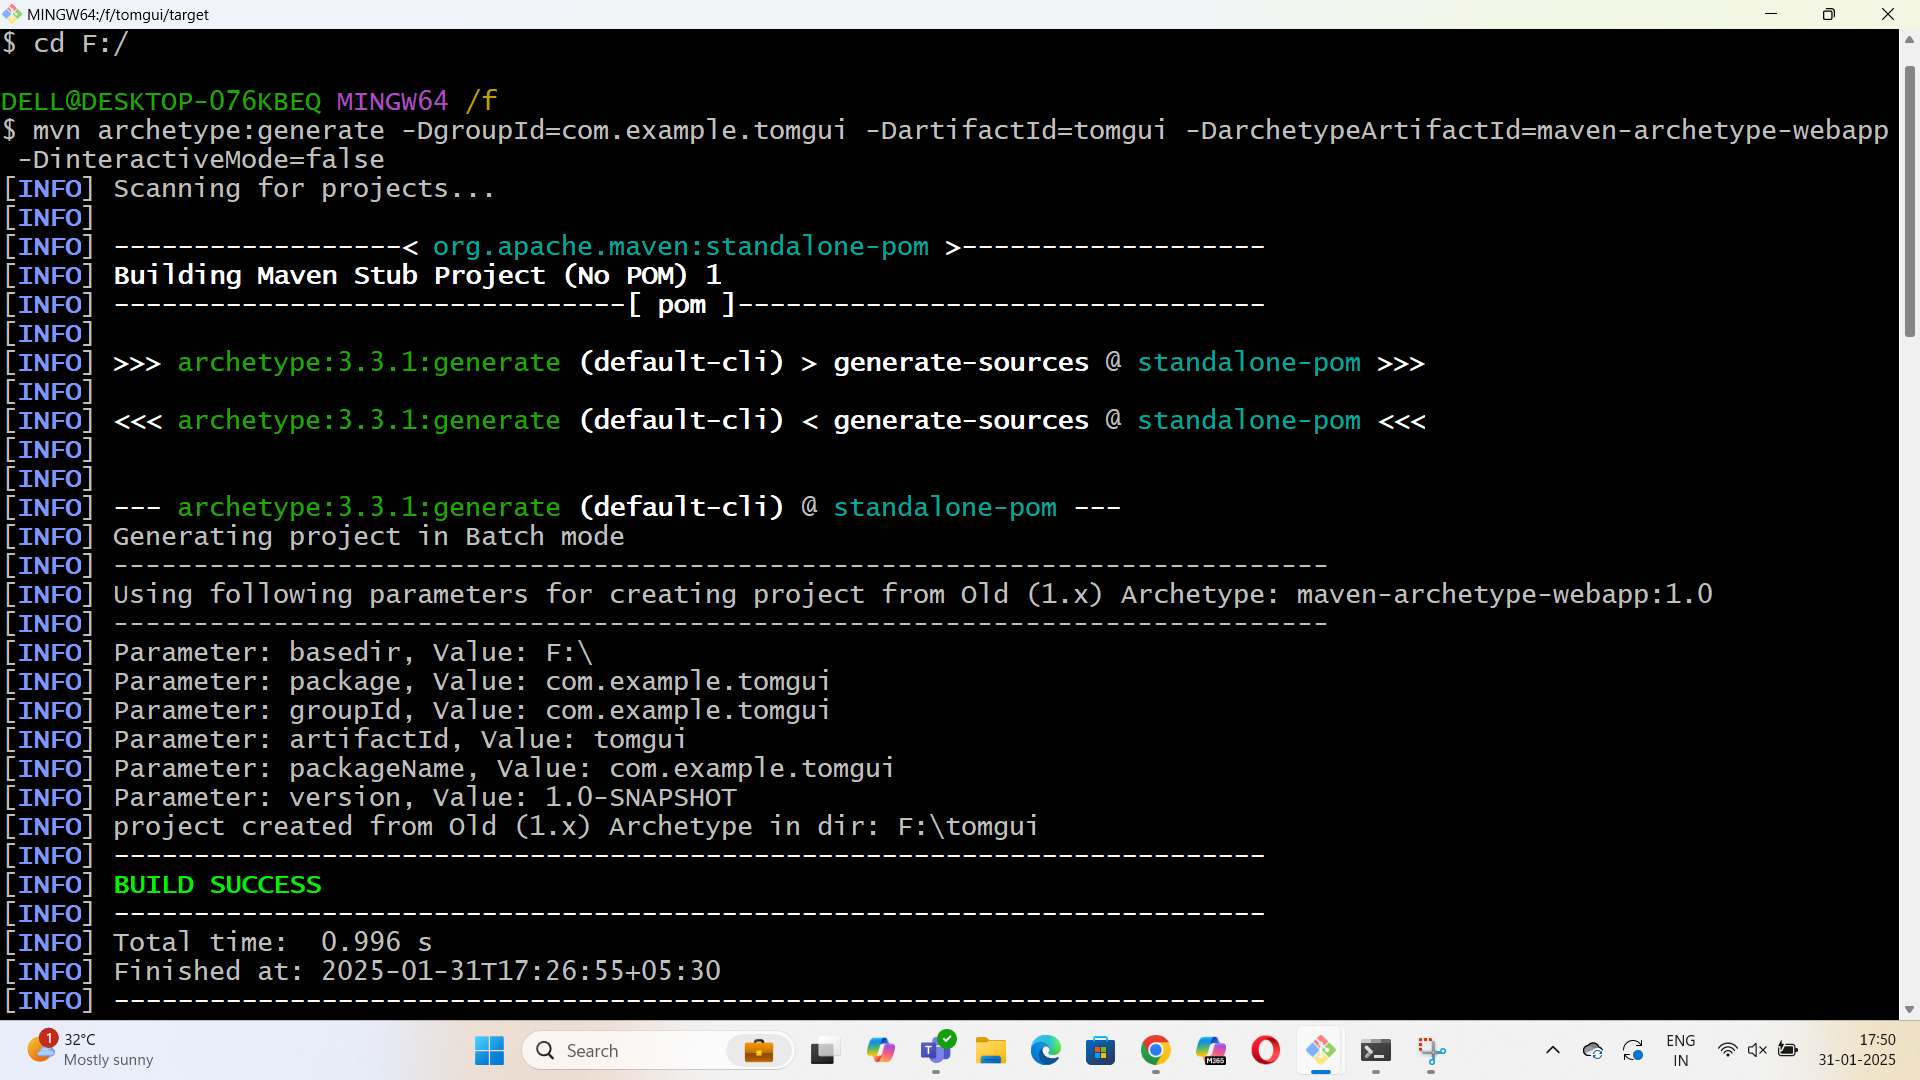 MINGW64:/f/tomgui/target
$ cd F:/
DELL@DESKTOP-076KBEQ MINGW64 /f
$ mvn archetype:generate -DgroupId=com.example.tomgui -DartifactId=tomgui -DarchetypeArtifactId=maven-archetype-webapp
-DinteractiveMode=false
[INFO] Scanning for projects...
[INFO]
[INFO] ------------------< org.apache.maven:standalone-pom >-------------------
[INFO] Building Maven Stub Project (No POM) 1
[INFO] --------------------------------[ pom ]---------------------------------
[INFO]
[INFO] >>> archetype:3.3.1:generate (default-cli) > generate-sources @ standalone-pom >>>
[INFO]
[INFO] <<< archetype:3.3.1:generate (default-cli) < generate-sources @ standalone-pom <<<
[INFO]
[INFO]
[INFO] --- archetype:3.3.1:generate (default-cli) @ standalone-pom ---
[INFO] Generating project in Batch mode
[INFO] ----------------------------------------------------------------------------
[INFO] Using following parameters for creating project from Old (1.x) Archetype: maven-archetype-webapp:1.0
[INFO] ----------------------------------------------------------------------------
[INFO] Parameter: basedir, Value: F:\
[INFO] Parameter: package, Value: com.example.tomgui
[INFO] Parameter: groupId, Value: com.example.tomgui
[INFO] Parameter: artifactId, Value: tomgui
[INFO] Parameter: packageName, Value: com.example.tomgui
[INFO] Parameter: version, Value: 1.0-SNAPSHOT
[INFO] project created from Old (1.x) Archetype in dir: F:\tomgui
[INFO] ------------------------------------------------------------------------
[INFO] BUILD SUCCESS
[INFO] ------------------------------------------------------------------------
[INFO] Total time:  0.996 s
[INFO] Finished at: 2025-01-31T17:26:55+05:30
[INFO] ------------------------------------------------------------------------
1
32°C
Mostly sunny
Search
T
M365
ENG
IN
17:50
31-01-2025